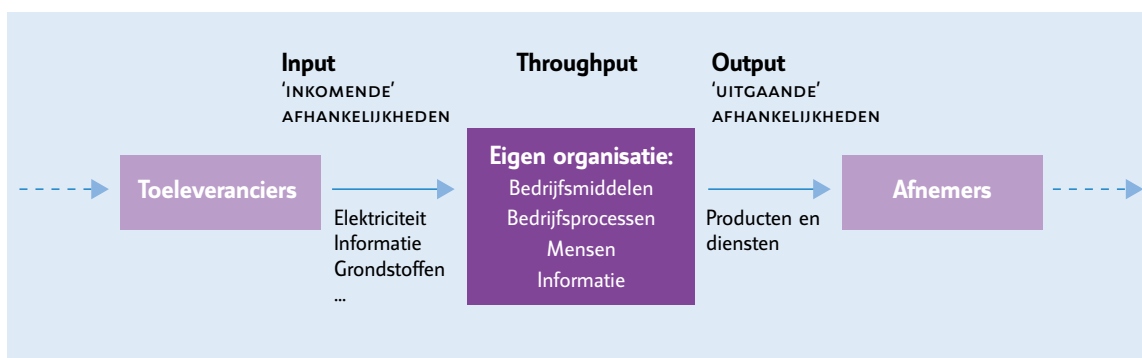 Input
'INKOMENDE'
AFHANKELIJKHEDEN
Throughput
Output
'UITGAANDE'
AFHANKELIJKHEDEN
Toeleveranciers
Elektriciteit
Informatie
Grondstoffen
...
Eigen organisatie:
Bedrijfsmiddelen
Bedrijfsprocessen
Mensen
Informatie
Producten en
diensten
Afnemers